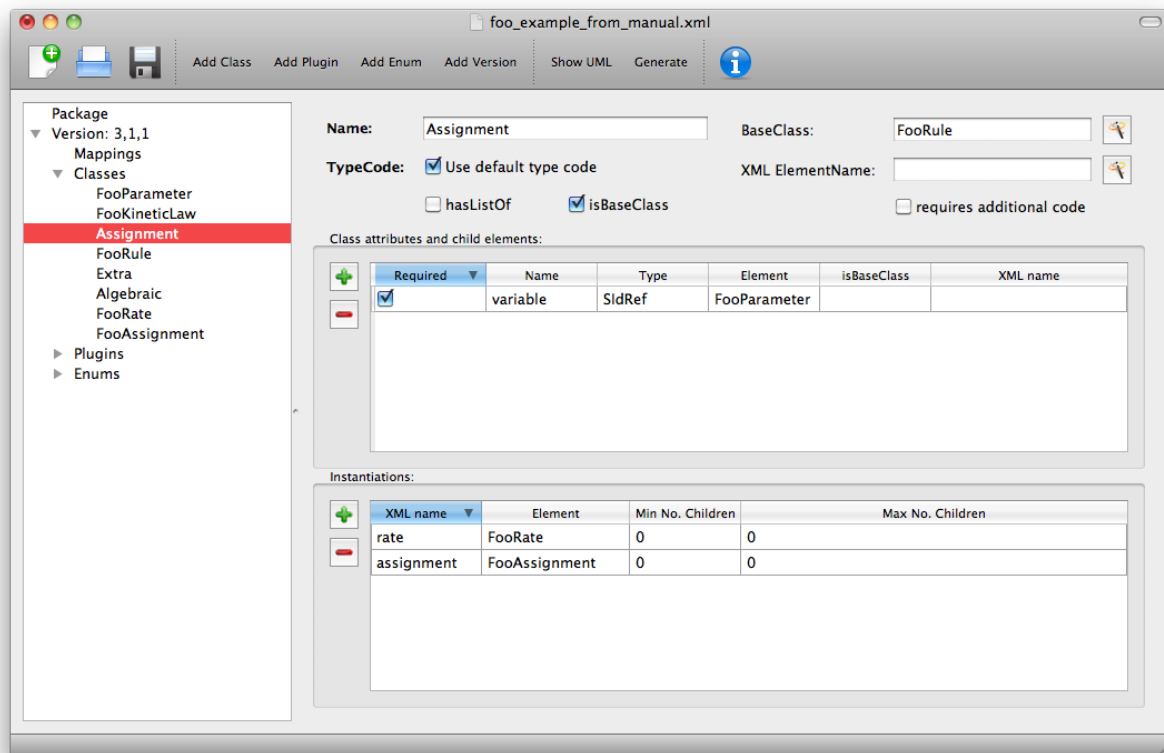 foo_example_from_manual.xml
Add Class Add Plugin Add Enum Add Version Show UML Generate
Package
Version: 3,1,1
Mappings
Classes
FooParameter
FooKineticLaw
Assignment
FooRule
Extra
Algebraic
FooRate
FooAssignment
Plugins
Enums
Name: Assignment BaseClass: FooRule
TypeCode: Use default type code XML ElementName:
hasListOf isBaseClass requires additional code
Class attributes and child elements:
Required Name Type Element isBaseClass XML name
variable SIdRef FooParameter
Instantiations:
XML name Element Min No. Children Max No. Children
rate FooRate 0 0
assignment FooAssignment 0 0